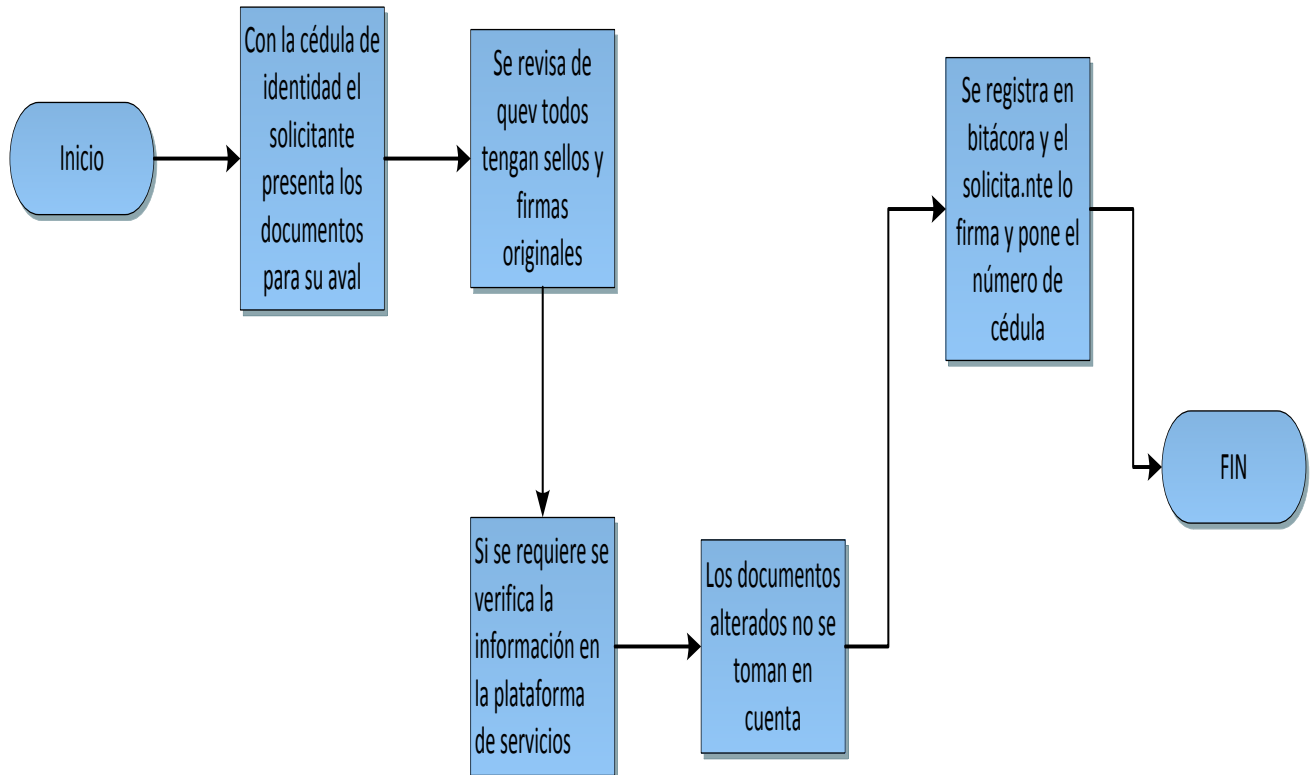 Inicio
Con la cédula de
identidad el
solicitante
presenta los
documentos
para su aval
Se revisa de
quev todos
tengan sellos y
firmas
originales
Si se requiere se
verifica la
información en
la plataforma
de servicios
Los documentos
alterados no se
toman en
cuenta
Se registra en
bitácora y el
solicita.nte lo
firma y pone el
número de
cédula
FIN